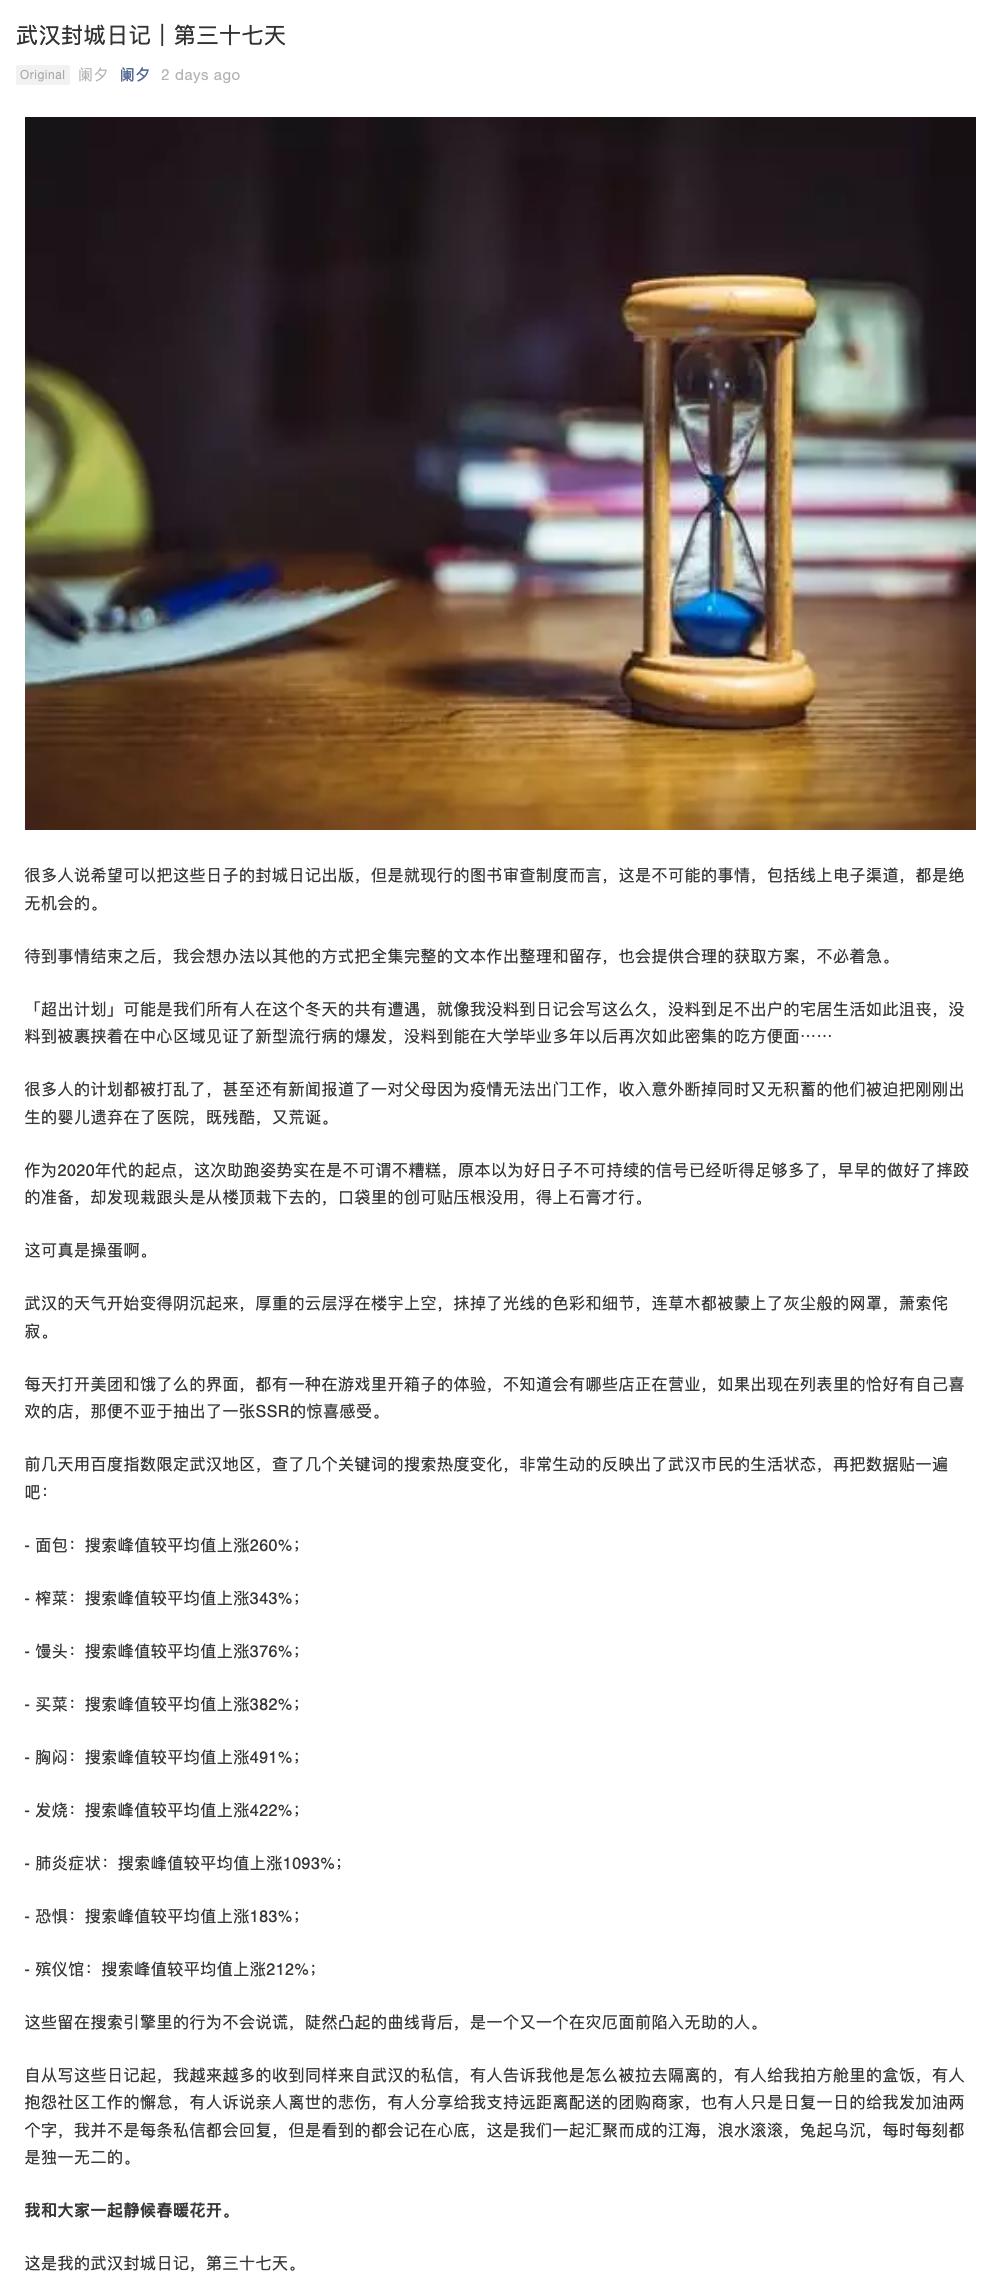 武汉封城日记 | 第三十七天
Original 阑夕 阑夕 2 days ago
很多人说希望可以把这些日子的封城日记出版，但是就现行的图书审查制度而言，这是不可能的事情，包括线上电子渠道，都是绝
无机会的。
待到事情结束之后，我会想办法以其他的方式把全集完整的文本作出整理和留存，也会提供合理的获取方案，不必着急。
「超出计划」可能是我们所有人在这个冬天的共有遭遇，就像我没料到日记会写这么久，没料到足不出户的宅居生活如此沮丧，没
料到被裹挟着在中心区域见证了新型流行病的爆发，没料到能在大学毕业多年以后再次如此密集的吃方便面……
很多人的计划都被打乱了，甚至还有新闻报道了一对父母因为疫情无法出门工作，收入意外断掉同时又无积蓄的他们被迫把刚刚出
生的婴儿遗弃在了医院，既残酷，又荒诞。
作为2020年代的起点，这次助跑姿势实在是不可谓不糟糕，原本以为好日子不可持续的信号已经听得足够多了，早早的做好了摔跤
的准备，却发现栽跟头是从楼顶栽下去的，口袋里的创可贴压根没用，得上石膏才行。
这可真是操蛋啊。
武汉的天气开始变得阴沉起来，厚重的云层浮在楼宇上空，抹掉了光线的色彩和细节，连草木都被蒙上了灰尘般的网罩，萧索侘
寂。
每天打开美团和饿了么的界面，都有一种在游戏里开箱子的体验，不知道会有哪些店正在营业，如果出现在列表里的恰好有自己喜
欢的店，那便不亚于抽出了一张SSR的惊喜感受。
前几天用百度指数限定武汉地区，查了几个关键词的搜索热度变化，非常生动的反映出了武汉市民的生活状态，再把数据贴一遍
吧：
- 面包：搜索峰值较平均值上涨260%；
- 榨菜：搜索峰值较平均值上涨343%；
- 馒头：搜索峰值较平均值上涨376%；
- 买菜：搜索峰值较平均值上涨382%；
- 胸闷：搜索峰值较平均值上涨491%；
- 发烧：搜索峰值较平均值上涨422%；
- 肺炎症状：搜索峰值较平均值上涨1093%；
- 恐惧：搜索峰值较平均值上涨183%；
- 殡仪馆：搜索峰值较平均值上涨212%；
这些留在搜索引擎里的行为不会说谎，陡然凸起的曲线背后，是一个又一个在灾厄面前陷入无助的人。
自从写这些日记起，我越来越多的收到同样来自武汉的私信，有人告诉我他是怎么被拉去隔离的，有人给我拍方舱里的盒饭，有人
抱怨社区工作的懈怠，有人诉说亲人离世的悲伤，有人分享给我支持远距离配送的团购商家，也有人只是日复一日的给我发加油两
个字，我并不是每条私信都会回复，但是看到的都会记在心底，这是我们一起汇聚而成的江海，浪水滚滚，兔起乌沉，每时每刻都
是独一无二的。
我和大家一起静候春暖花开。
这是我的武汉封城日记，第三十七天。